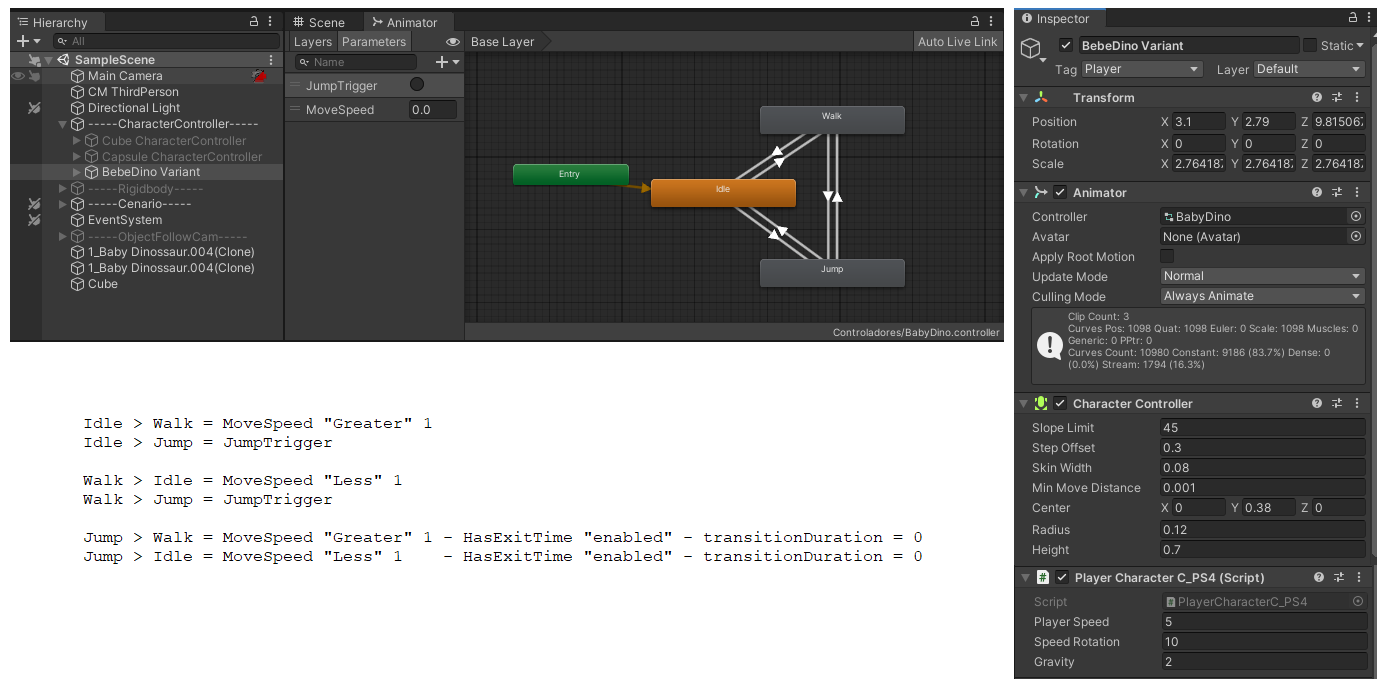 Hierarchy
All
SampleScene
Main Camera
CM ThirdPerson
Directional Light
-----CharacterController-----
Cube CharacterController
Capsule CharacterController
BebeDino Variant
-----Rigidbody-----
-----Cenario-----
EventSystem
-----ObjectFollowCam-----
1_Baby Dinossaur.004(Clone)
1_Baby Dinossaur.004(Clone)
Cube
Scene Animator
Layers Parameters Base Layer Auto Live Link
Name
JumpTrigger
MoveSpeed 0.0
Walk
Entry
Idle
Jump
Controladores/BabyDino.controller
Idle > Walk = MoveSpeed "Greater" 1
Idle > Jump = JumpTrigger
Walk > Idle = MoveSpeed "Less" 1
Walk > Jump = JumpTrigger
Jump > Walk = MoveSpeed "Greater" 1 - HasExitTime "enabled" - transitionDuration = 0
Jump > Idle = MoveSpeed "Less" 1 - HasExitTime "enabled" - transitionDuration = 0
Inspector
BebeDino Variant Static
Tag Player Layer Default
Transform
Position X 3.1 Y 2.79 Z 9.815067
Rotation X 0 Y 0 Z 0
Scale X 2.764187 Y 2.764187 Z 2.764187
Animator
Controller BabyDino
Avatar None (Avatar)
Apply Root Motion
Update Mode Normal
Culling Mode Always Animate
Clip Count: 3
Curves Pos: 1098 Quat: 1098 Euler: 0 Scale: 1098 Muscles: 0
Generic: 0 PPtr: 0
Curves Count: 10980 Constant: 9186 (83.7%) Dense: 0
(0.0%) Stream: 1794 (16.3%)
Character Controller
Slope Limit 45
Step Offset 0.3
Skin Width 0.08
Min Move Distance 0.001
Center X 0 Y 0.38 Z 0
Radius 0.12
Height 0.7
# Player Character C_PS4 (Script)
Script PlayerCharacterC_PS4
Player Speed 5
Speed Rotation 10
Gravity 2